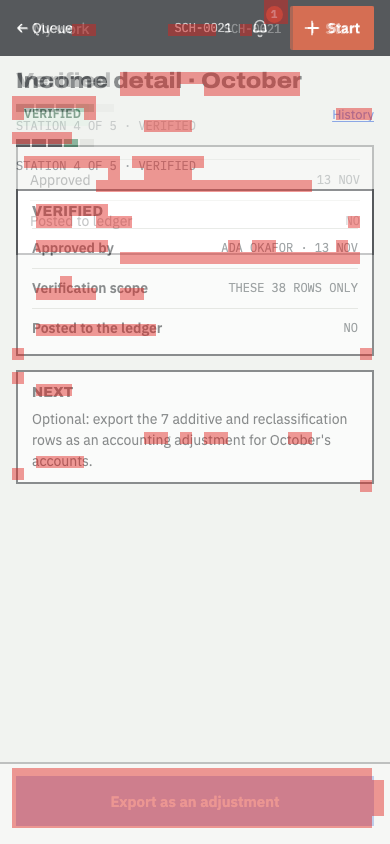 Queue SCH-0021 1 Start
Income detail · October
VERIFIED History
STATION 4 OF 5 · VERIFIED
STATION 4 OF 5 · VERIFIED
Approved 13 NOV
VERIFIED
Posted to ledger NO
Approved by ADA OKAFOR · 13 NOV
Verification scope THESE 38 ROWS ONLY
Posted to the ledger NO
NEXT
Optional: export the 7 additive and reclassification
rows as an accounting adjustment for October's
accounts.
Export as an adjustment